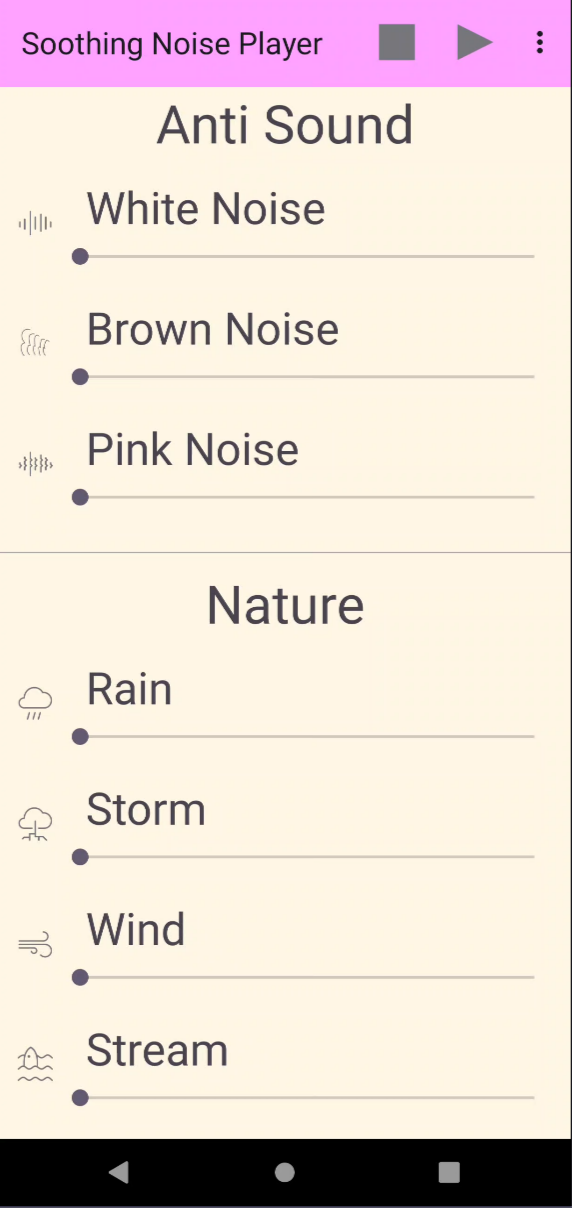 Soothing Noise Player
Anti Sound
White Noise
Brown Noise
Pink Noise
Nature
Rain
Storm
Wind
Stream